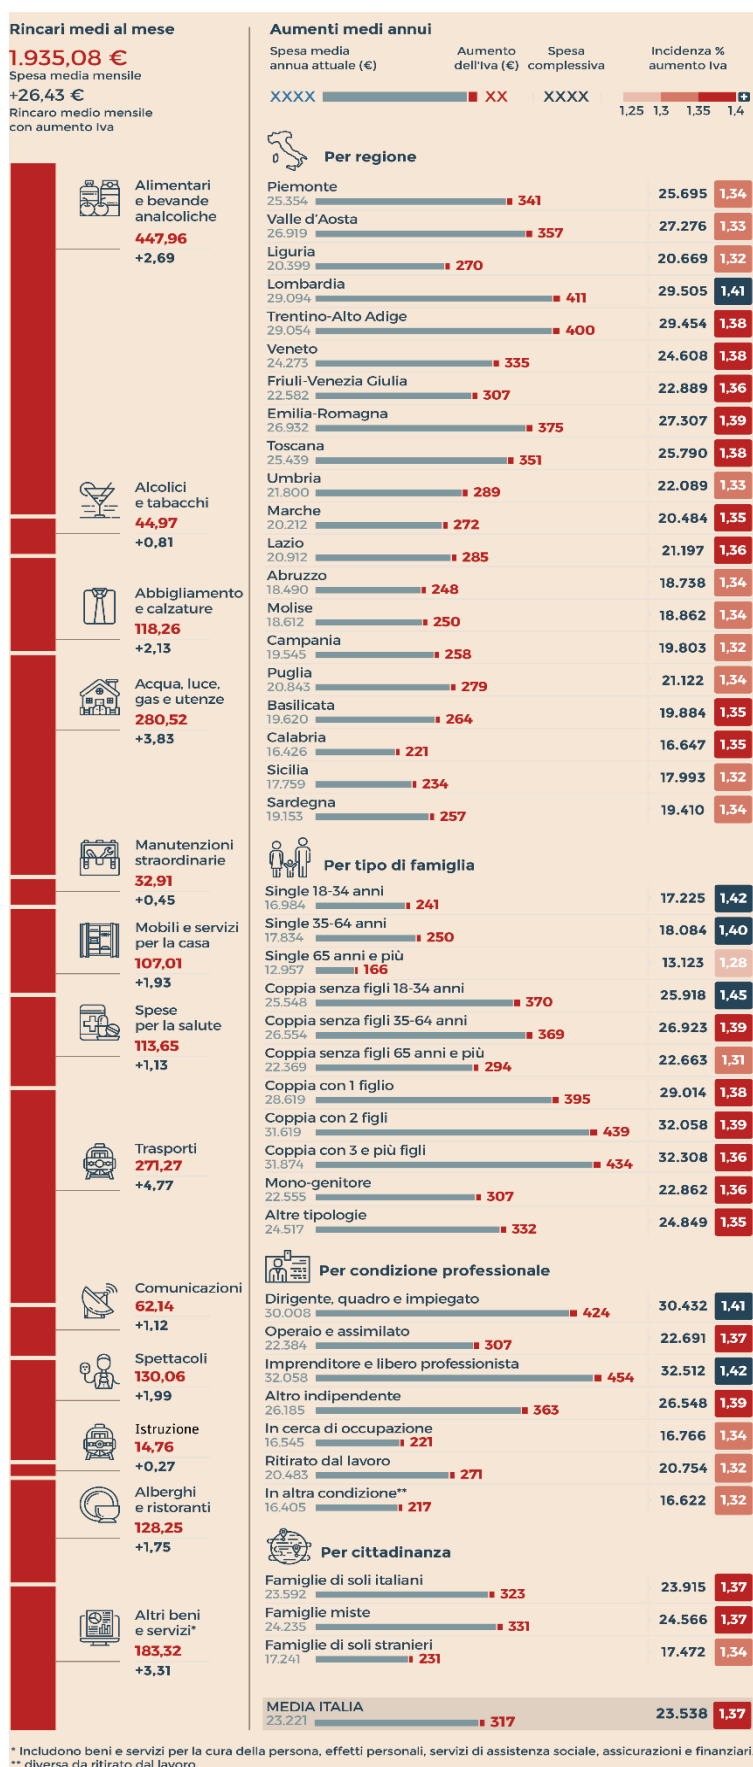 Rincari medi al mese
1.935,08 €
Spesa media mensile
+26,43 €
Rincaro medio mensile
con aumento Iva
Alimentari
e bevande
analcoliche
447,96
+2,69
Alcolici
e tabacchi
44,97
+0,81
Abbigliamento
e calzature
118,26
+2,13
Acqua, luce,
gas e utenze
280,52
+3,83
Manutenzioni
straordinarie
32,91
+0,45
Mobili e servizi
per la casa
107,01
+1,93
Spese
per la salute
113,65
+1,13
Trasporti
271,27
+4,77
Comunicazioni
62,14
+1,12
Spettacoli
130,06
+1,99
Istruzione
14,76
+0,27
Alberghi
e ristoranti
128,25
+1,75
Altri beni
e servizi*
183,32
+3,31
Aumenti medi annui
Spesa media Aumento Spesa Incidenza %
annua attuale (€) dell'Iva (€) complessiva aumento Iva
XXXX XX XXXX
1,25 1,3 1,35 1,4 +
Per regione
Piemonte
25.354 341 25.695 1,34
Valle d'Aosta
26.919 357 27.276 1,33
Liguria
20.399 270 20.669 1,32
Lombardia
29.094 411 29.505 1,41
Trentino-Alto Adige
29.054 400 29.454 1,38
Veneto
24.273 335 24.608 1,38
Friuli-Venezia Giulia
22.582 307 22.889 1,36
Emilia-Romagna
26.932 375 27.307 1,39
Toscana
25.439 351 25.790 1,38
Umbria
21.800 289 22.089 1,33
Marche
20.212 272 20.484 1,35
Lazio
20.912 285 21.197 1,36
Abruzzo
18.490 248 18.738 1,34
Molise
18.612 250 18.862 1,34
Campania
19.545 258 19.803 1,32
Puglia
20.843 279 21.122 1,34
Basilicata
19.620 264 19.884 1,35
Calabria
16.426 221 16.647 1,35
Sicilia
17.759 234 17.993 1,32
Sardegna
19.153 257 19.410 1,34
Per tipo di famiglia
Single 18-34 anni
16.984 241 17.225 1,42
Single 35-64 anni
17.834 250 18.084 1,40
Single 65 anni e più
12.957 166 13.123 1,28
Coppia senza figli 18-34 anni
25.548 370 25.918 1,45
Coppia senza figli 35-64 anni
26.554 369 26.923 1,39
Coppia senza figli 65 anni e più
22.369 294 22.663 1,31
Coppia con 1 figlio
28.619 395 29.014 1,38
Coppia con 2 figli
31.619 439 32.058 1,39
Coppia con 3 e più figli
31.874 434 32.308 1,36
Mono-genitore
22.555 307 22.862 1,36
Altre tipologie
24.517 332 24.849 1,35
Per condizione professionale
Dirigente, quadro e impiegato
30.008 424 30.432 1,41
Operaio e assimilato
22.384 307 22.691 1,37
Imprenditore e libero professionista
32.058 454 32.512 1,42
Altro indipendente
26.185 363 26.548 1,39
In cerca di occupazione
16.545 221 16.766 1,34
Ritirato dal lavoro
20.483 271 20.754 1,32
In altra condizione**
16.405 217 16.622 1,32
Per cittadinanza
Famiglie di soli italiani
23.592 323 23.915 1,37
Famiglie miste
24.235 331 24.566 1,37
Famiglie di soli stranieri
17.241 231 17.472 1,34
MEDIA ITALIA
23.221 317 23.538 1,37
* Includono beni e servizi per la cura della persona, effetti personali, servizi di assistenza sociale, assicurazioni e finanziari
** diversa da ritirato dal lavoro